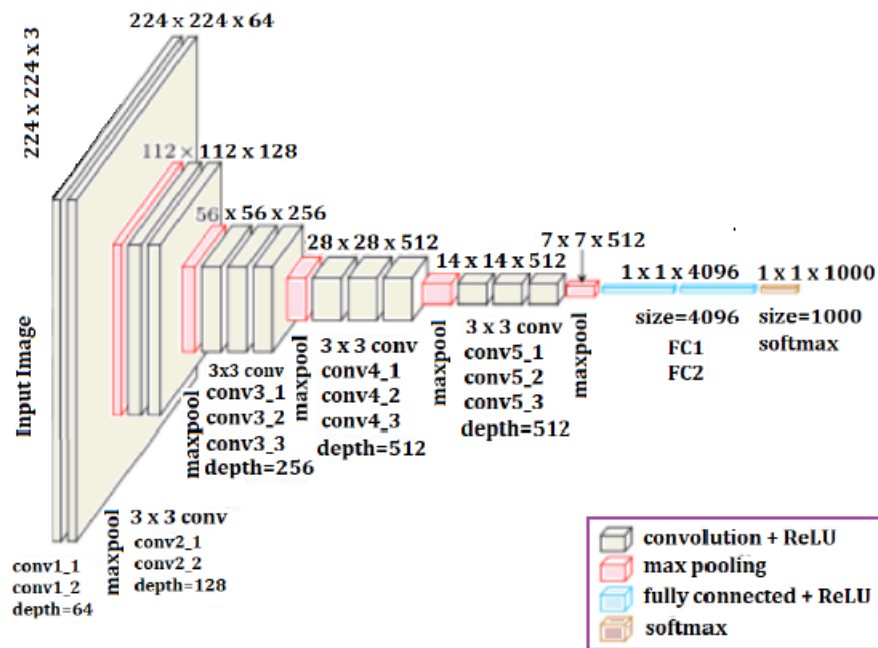 224 x 224 x 3
224 x 224 x 64
112 x 112 x 128
56 x 56 x 256
28 x 28 x 512
14 x 14 x 512
7 x 7 x 512
1 x 1 x 4096
1 x 1 x 1000
Input Image
conv1_1
conv1_2
depth=64
maxpool
3 x 3 conv
conv2_1
conv2_2
depth=128
maxpool
3x3 conv
conv3_1
conv3_2
conv3_3
depth=256
maxpool
3 x 3 conv
conv4_1
conv4_2
conv4_3
depth=512
maxpool
3 x 3 conv
conv5_1
conv5_2
conv5_3
depth=512
maxpool
size=4096
FC1
FC2
size=1000
softmax
convolution + ReLU
max pooling
fully connected + ReLU
softmax